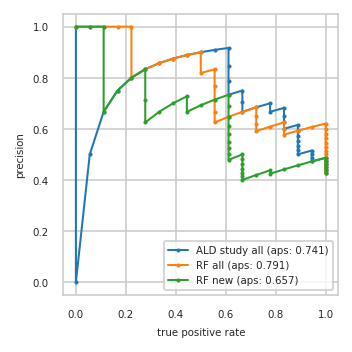 1.0
0.8
0.6
0.4
0.2
0.0
precision
0.0 0.2 0.4 0.6 0.8 1.0
true positive rate
ALD study all (aps: 0.741)
RF all (aps: 0.791)
RF new (aps: 0.657)